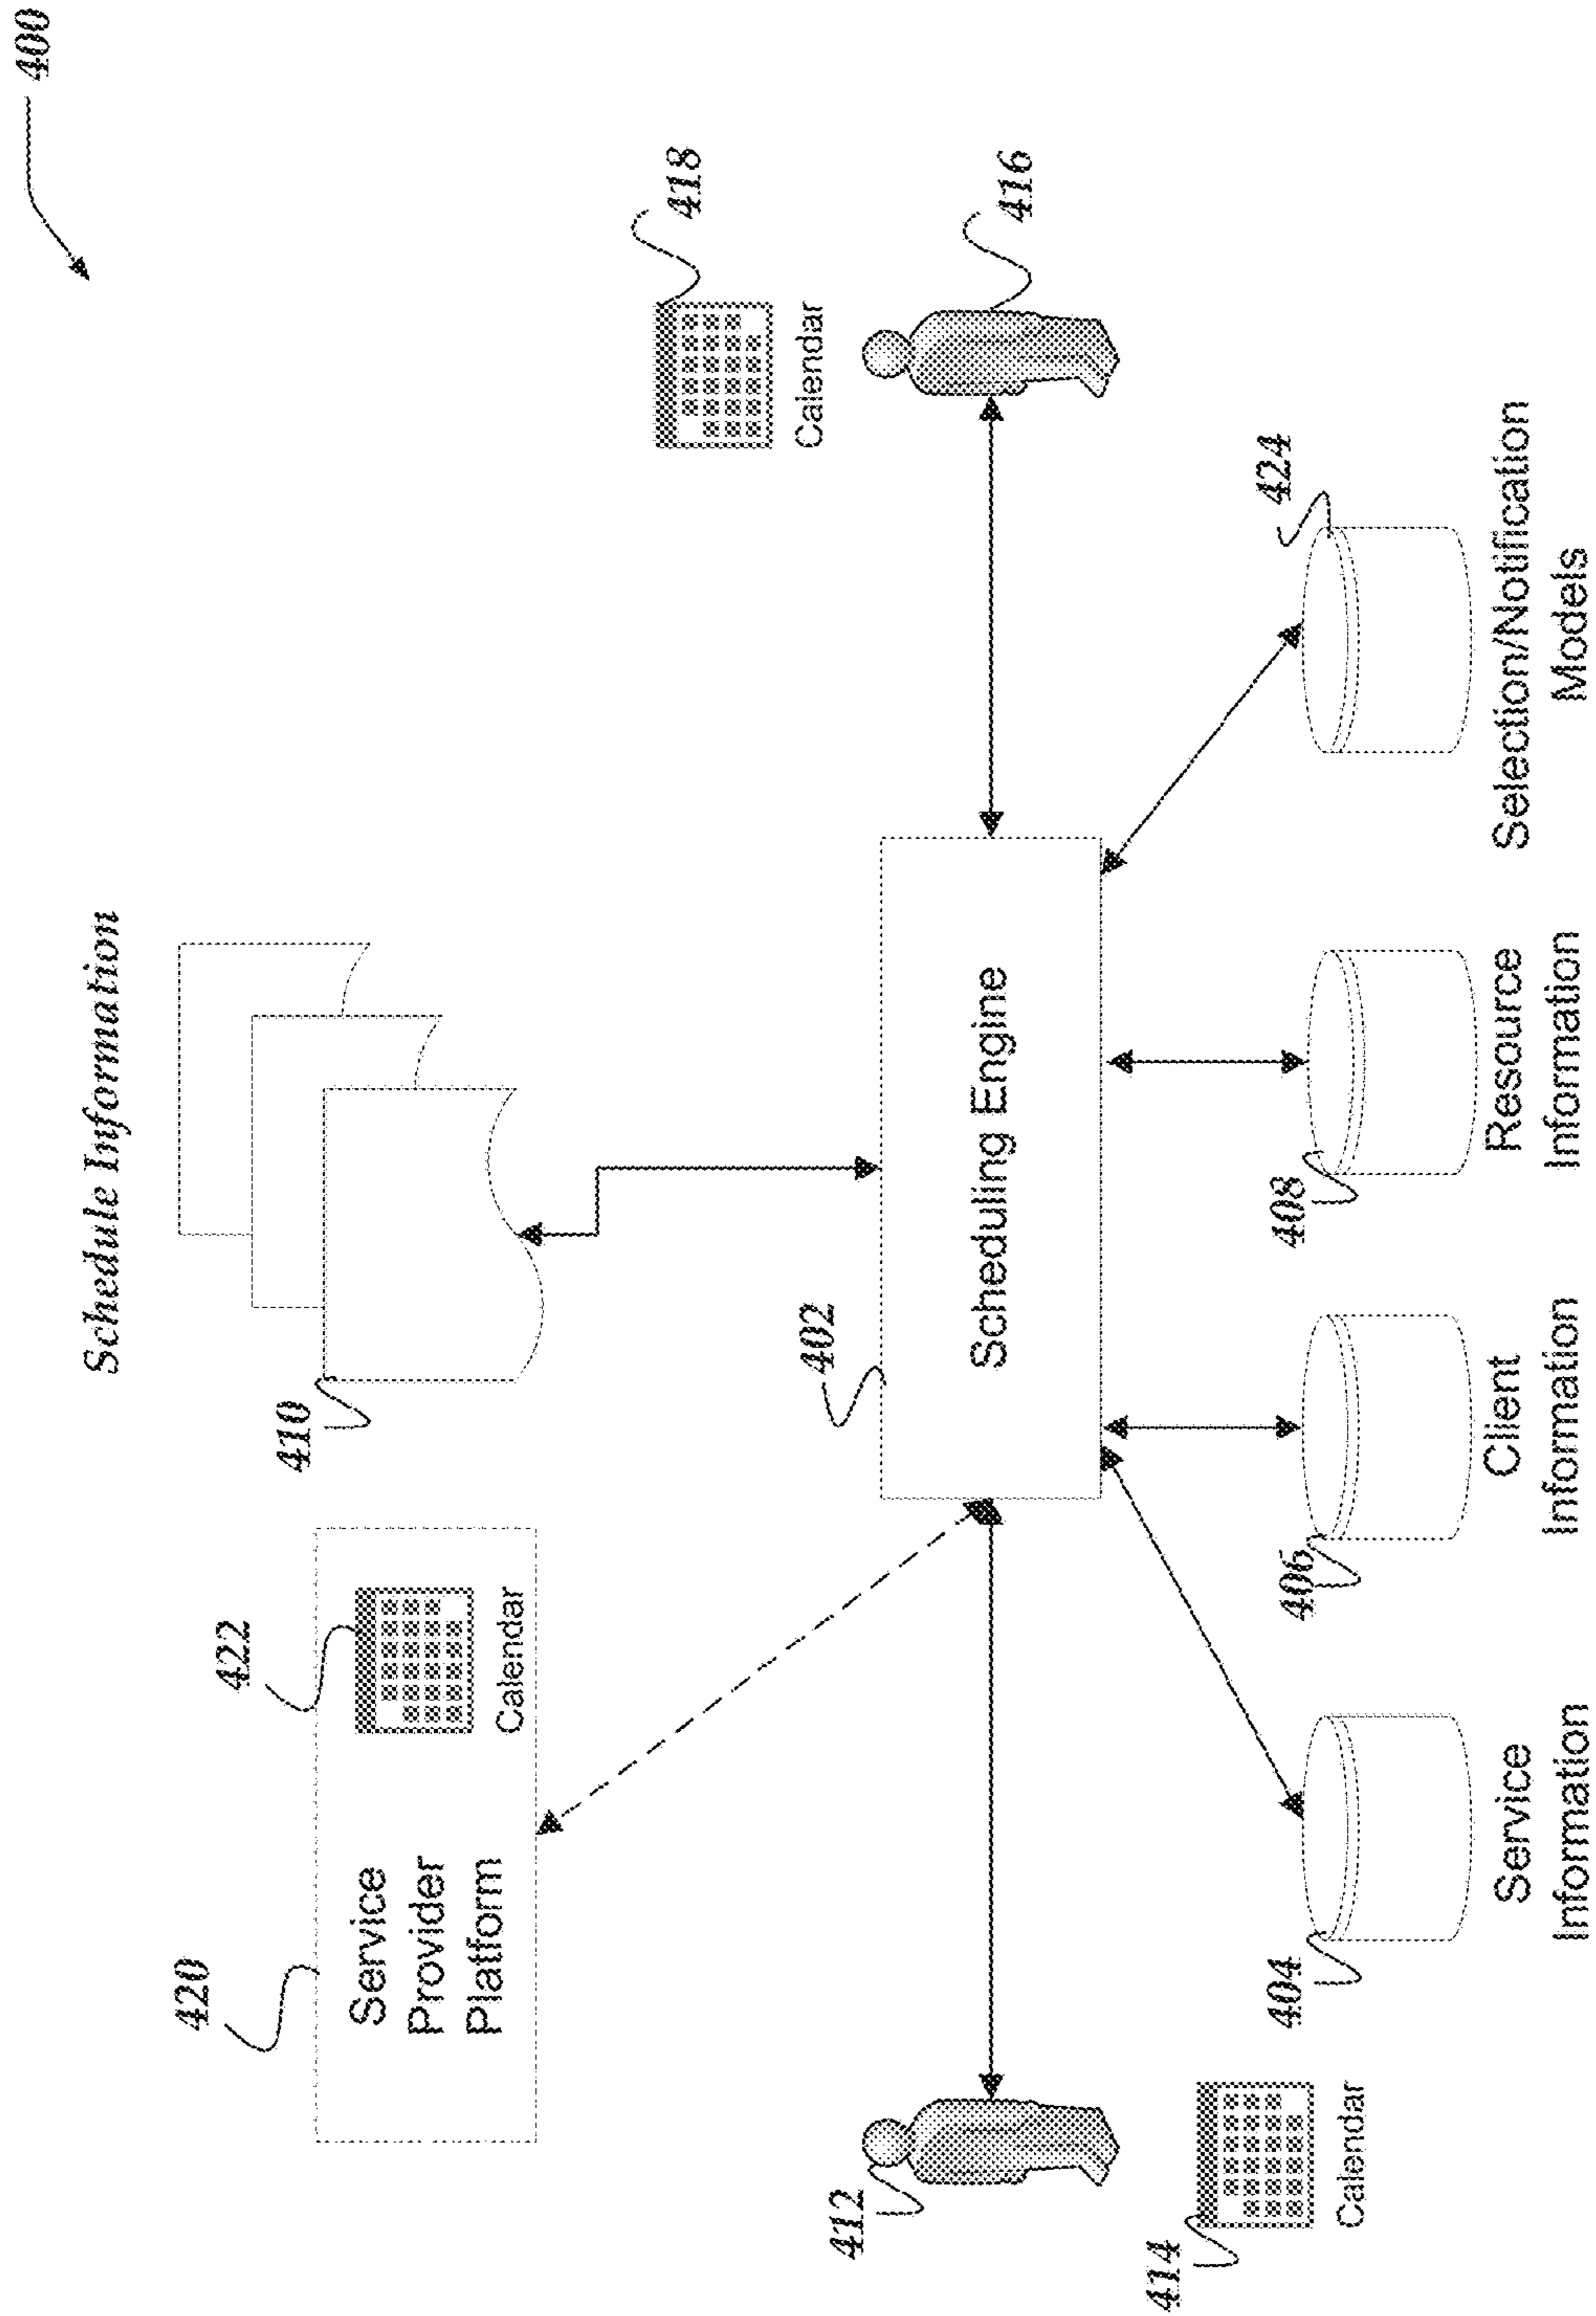 400
Schedule Information
410
420
422
Service
Provider
Platform
Calendar
418
Calendar
402
Scheduling Engine
412
416
414
Calendar
404
406
408
424
Service
Information
Client
Information
Resource
Information
Selection/Notification
Models